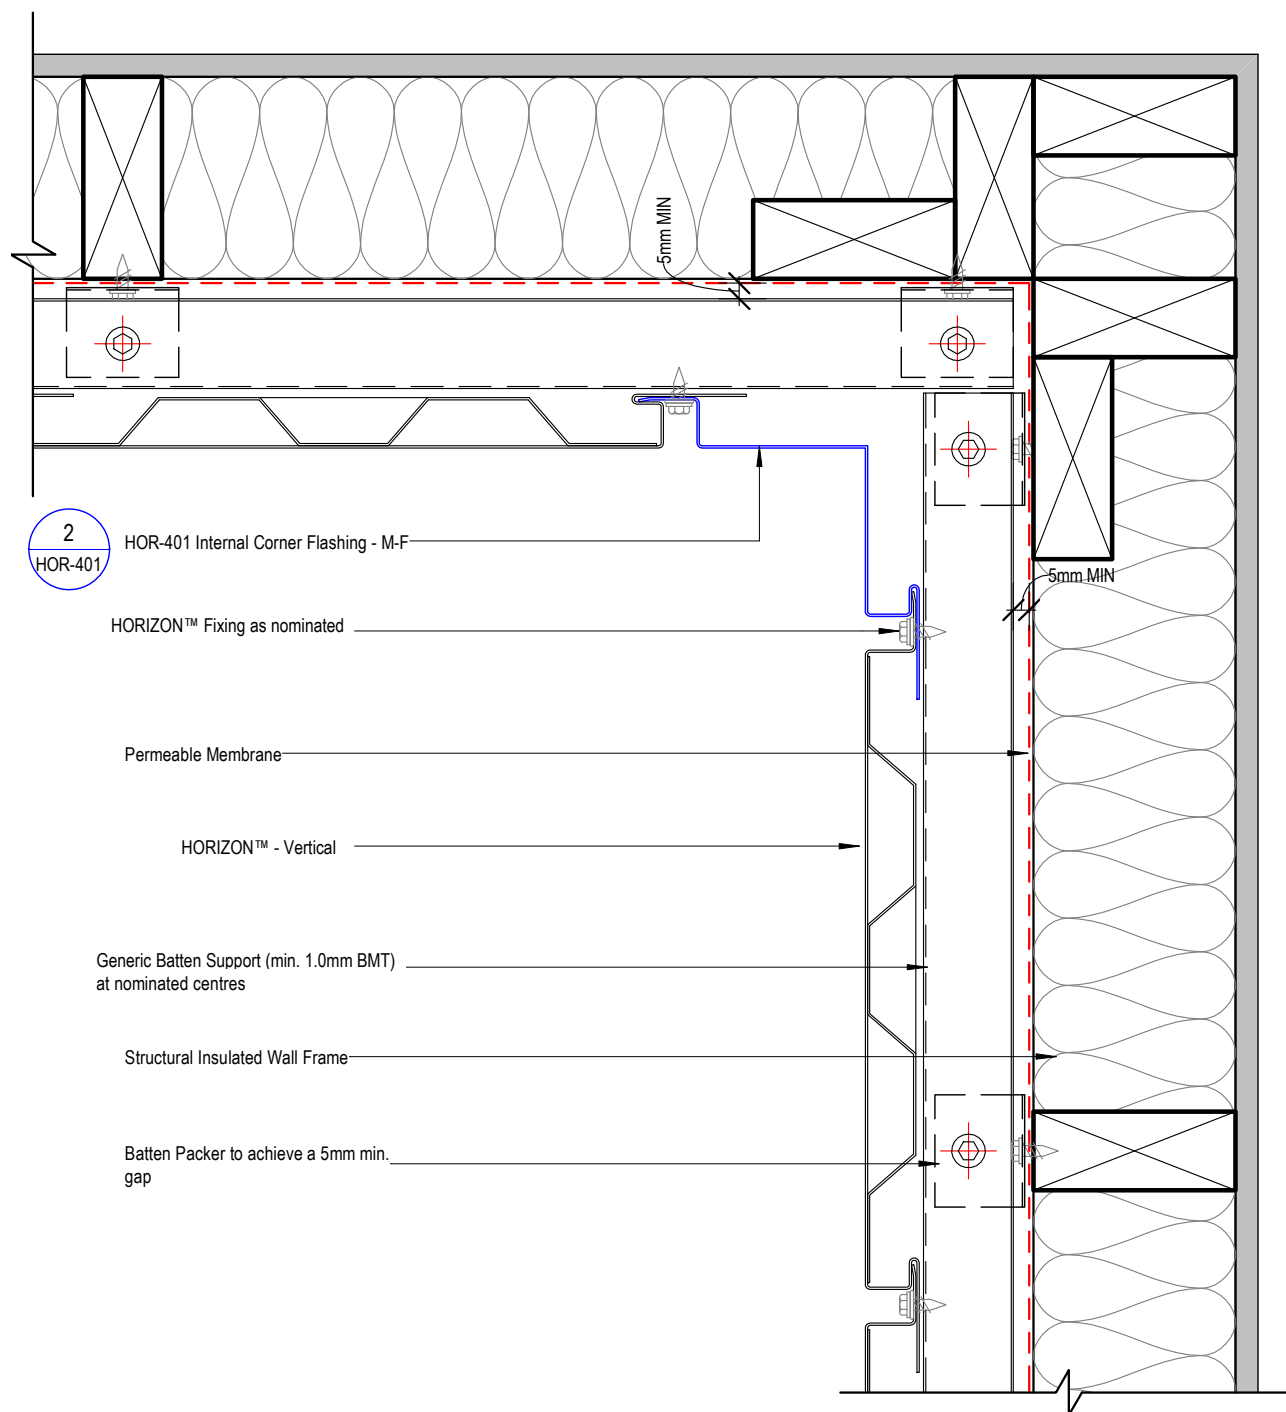 5mm MIN
2
HOR-401
HOR-401 Internal Corner Flashing - M-F
5mm MIN
HORIZON™ Fixing as nominated
Permeable Membrane
HORIZON™ - Vertical
Generic Batten Support (min. 1.0mm BMT)
at nominated centres
Structural Insulated Wall Frame
Batten Packer to achieve a 5mm min.
gap